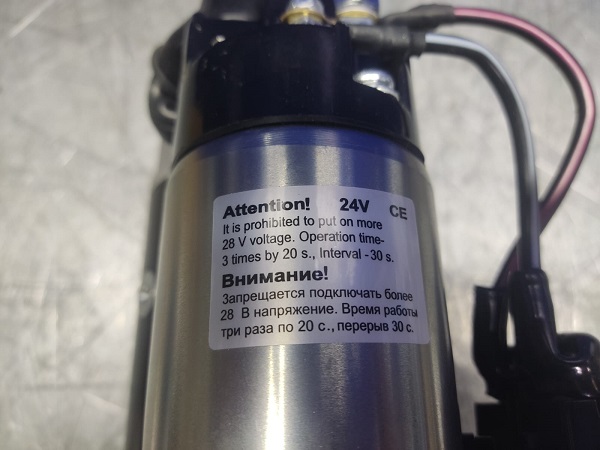 Attention! 24V CE
It is prohibited to put on more
28 V voltage. Operation time-
3 times by 20 s., Interval -30 s.
Внимание!
Запрещается подключать более
28 В напряжение. Время работы
три раза по 20 с., перерыв 30 с.